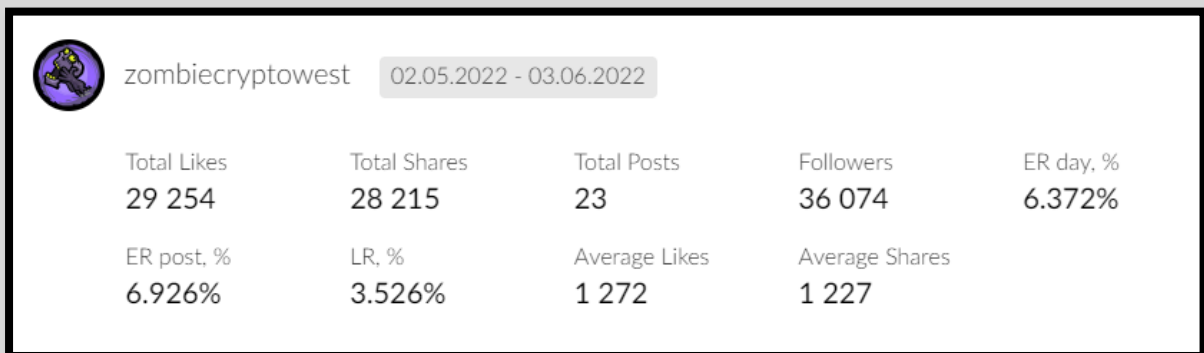 zombiecryptowest 02.05.2022 - 03.06.2022
Total Likes Total Shares Total Posts Followers ER day, %
29 254 28 215 23 36 074 6.372%
ER post, % LR, % Average Likes Average Shares
6.926% 3.526% 1 272 1 227